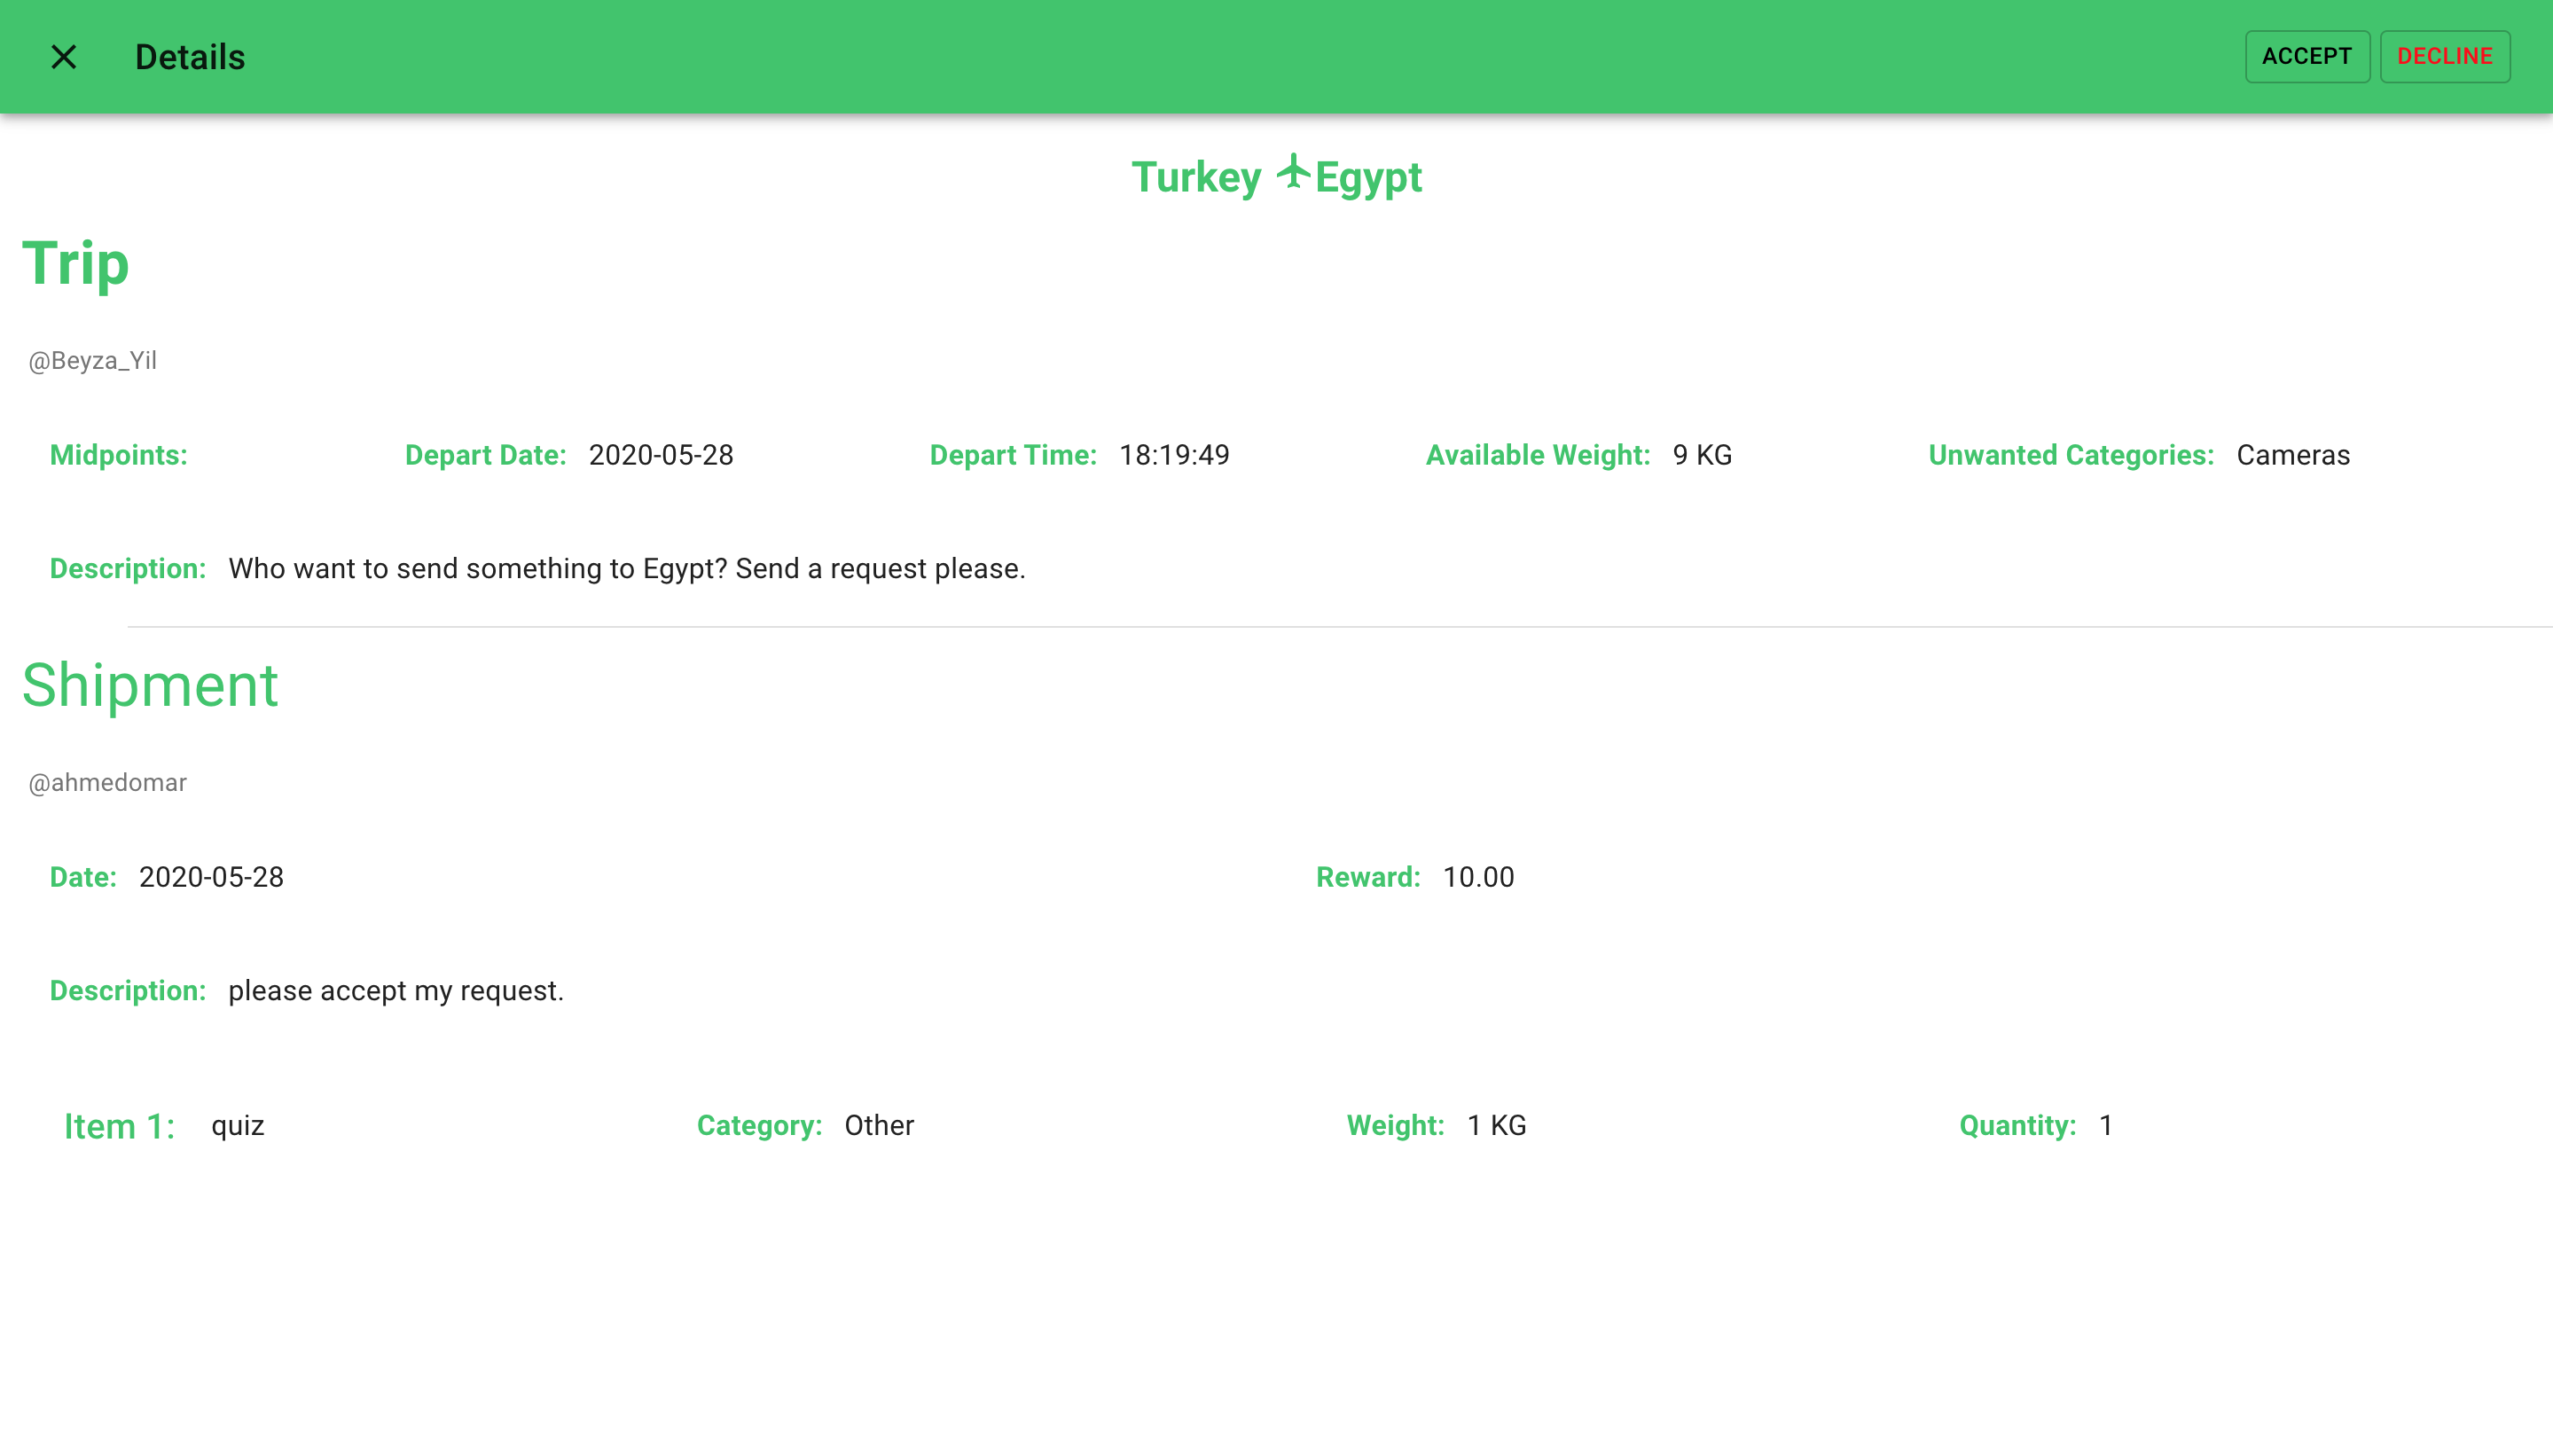 Details ACCEPT DECLINE
Turkey Egypt
Trip
@Beyza_Yil
Midpoints: Depart Date: 2020-05-28 Depart Time: 18:19:49 Available Weight: 9 KG Unwanted Categories: Cameras
Description: Who want to send something to Egypt? Send a request please.
Shipment
@ahmedomar
Date: 2020-05-28 Reward: 10.00
Description: please accept my request.
Item 1: quiz Category: Other Weight: 1 KG Quantity: 1